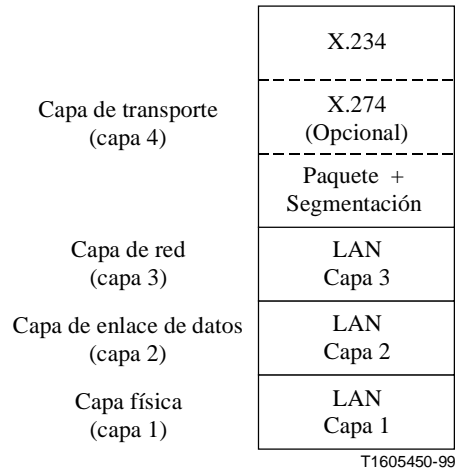 X.234
Capa de transporte
(capa 4)
X.274
(Opcional)
Paquete +
Segmentación
Capa de red
(capa 3)
LAN
Capa 3
Capa de enlace de datos
(capa 2)
LAN
Capa 2
Capa física
(capa 1)
LAN
Capa 1
T1605450-99